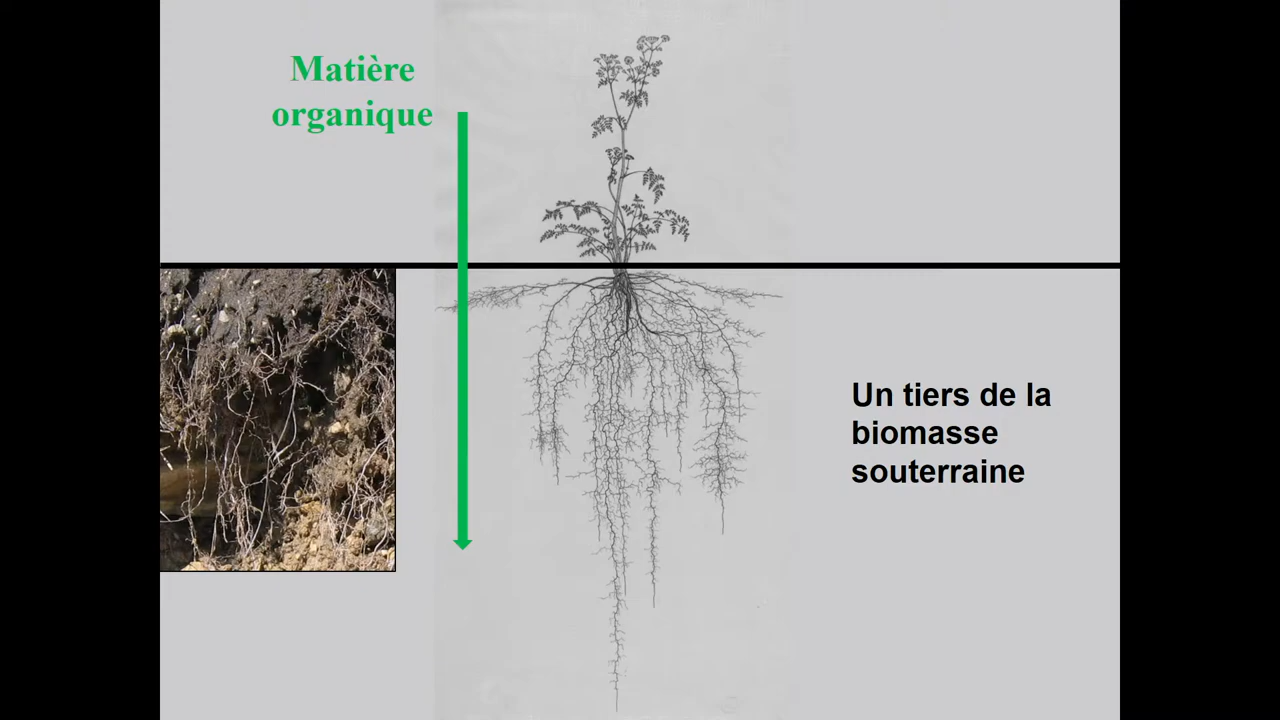 Matière
organique
Un tiers de la
biomasse
souterraine